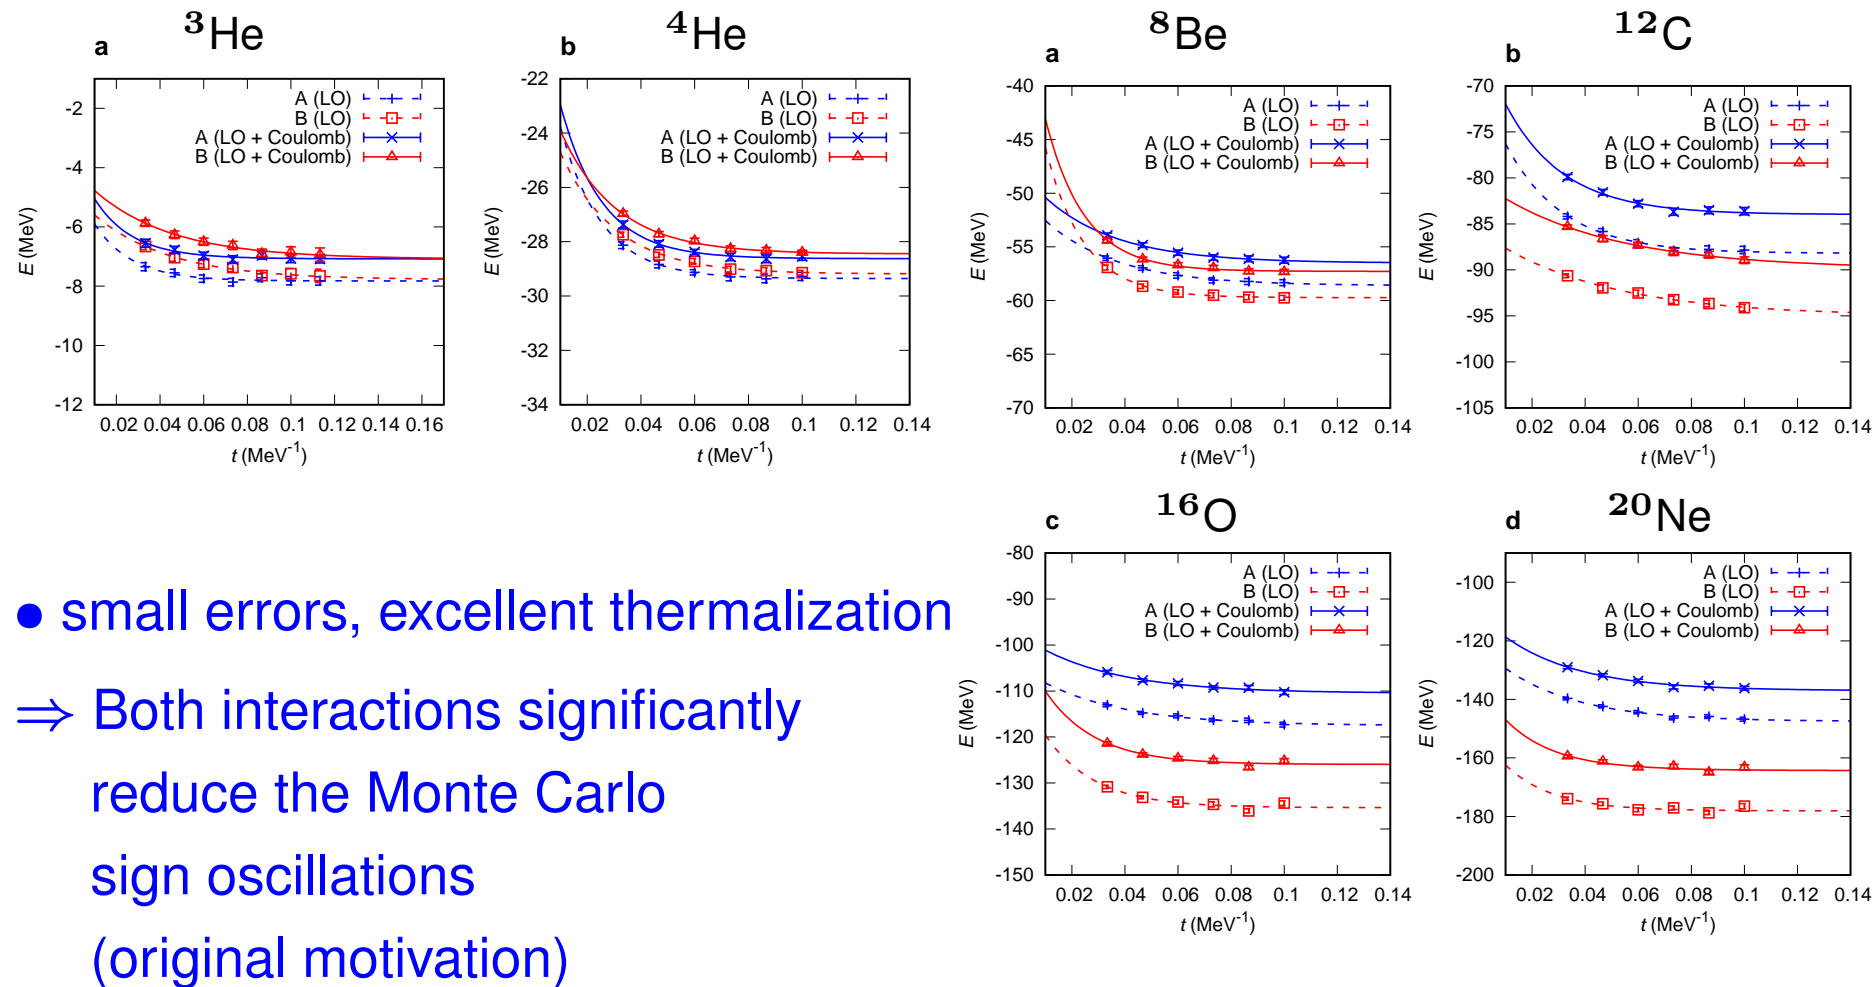 ³He
a
A (LO)
B (LO)
A (LO + Coulomb)
B (LO + Coulomb)
-2
-4
-6
-8
-10
-12
E (MeV)
0.02 0.04 0.06 0.08 0.1 0.12 0.14 0.16
t (MeV⁻¹)
⁴He
b
A (LO)
B (LO)
A (LO + Coulomb)
B (LO + Coulomb)
-22
-24
-26
-28
-30
-32
-34
E (MeV)
0.02 0.04 0.06 0.08 0.1 0.12 0.14
t (MeV⁻¹)
⁸Be
a
A (LO)
B (LO)
A (LO + Coulomb)
B (LO + Coulomb)
-40
-45
-50
-55
-60
-65
-70
E (MeV)
0.02 0.04 0.06 0.08 0.1 0.12 0.14
t (MeV⁻¹)
¹²C
b
A (LO)
B (LO)
A (LO + Coulomb)
B (LO + Coulomb)
-70
-75
-80
-85
-90
-95
-100
-105
E (MeV)
0.02 0.04 0.06 0.08 0.1 0.12 0.14
t (MeV⁻¹)
• small errors, excellent thermalization
⇒ Both interactions significantly
reduce the Monte Carlo
sign oscillations
(original motivation)
¹⁶O
c
A (LO)
B (LO)
A (LO + Coulomb)
B (LO + Coulomb)
-80
-90
-100
-110
-120
-130
-140
-150
E (MeV)
0.02 0.04 0.06 0.08 0.1 0.12 0.14
t (MeV⁻¹)
²⁰Ne
d
A (LO)
B (LO)
A (LO + Coulomb)
B (LO + Coulomb)
-100
-120
-140
-160
-180
-200
E (MeV)
0.02 0.04 0.06 0.08 0.1 0.12 0.14
t (MeV⁻¹)